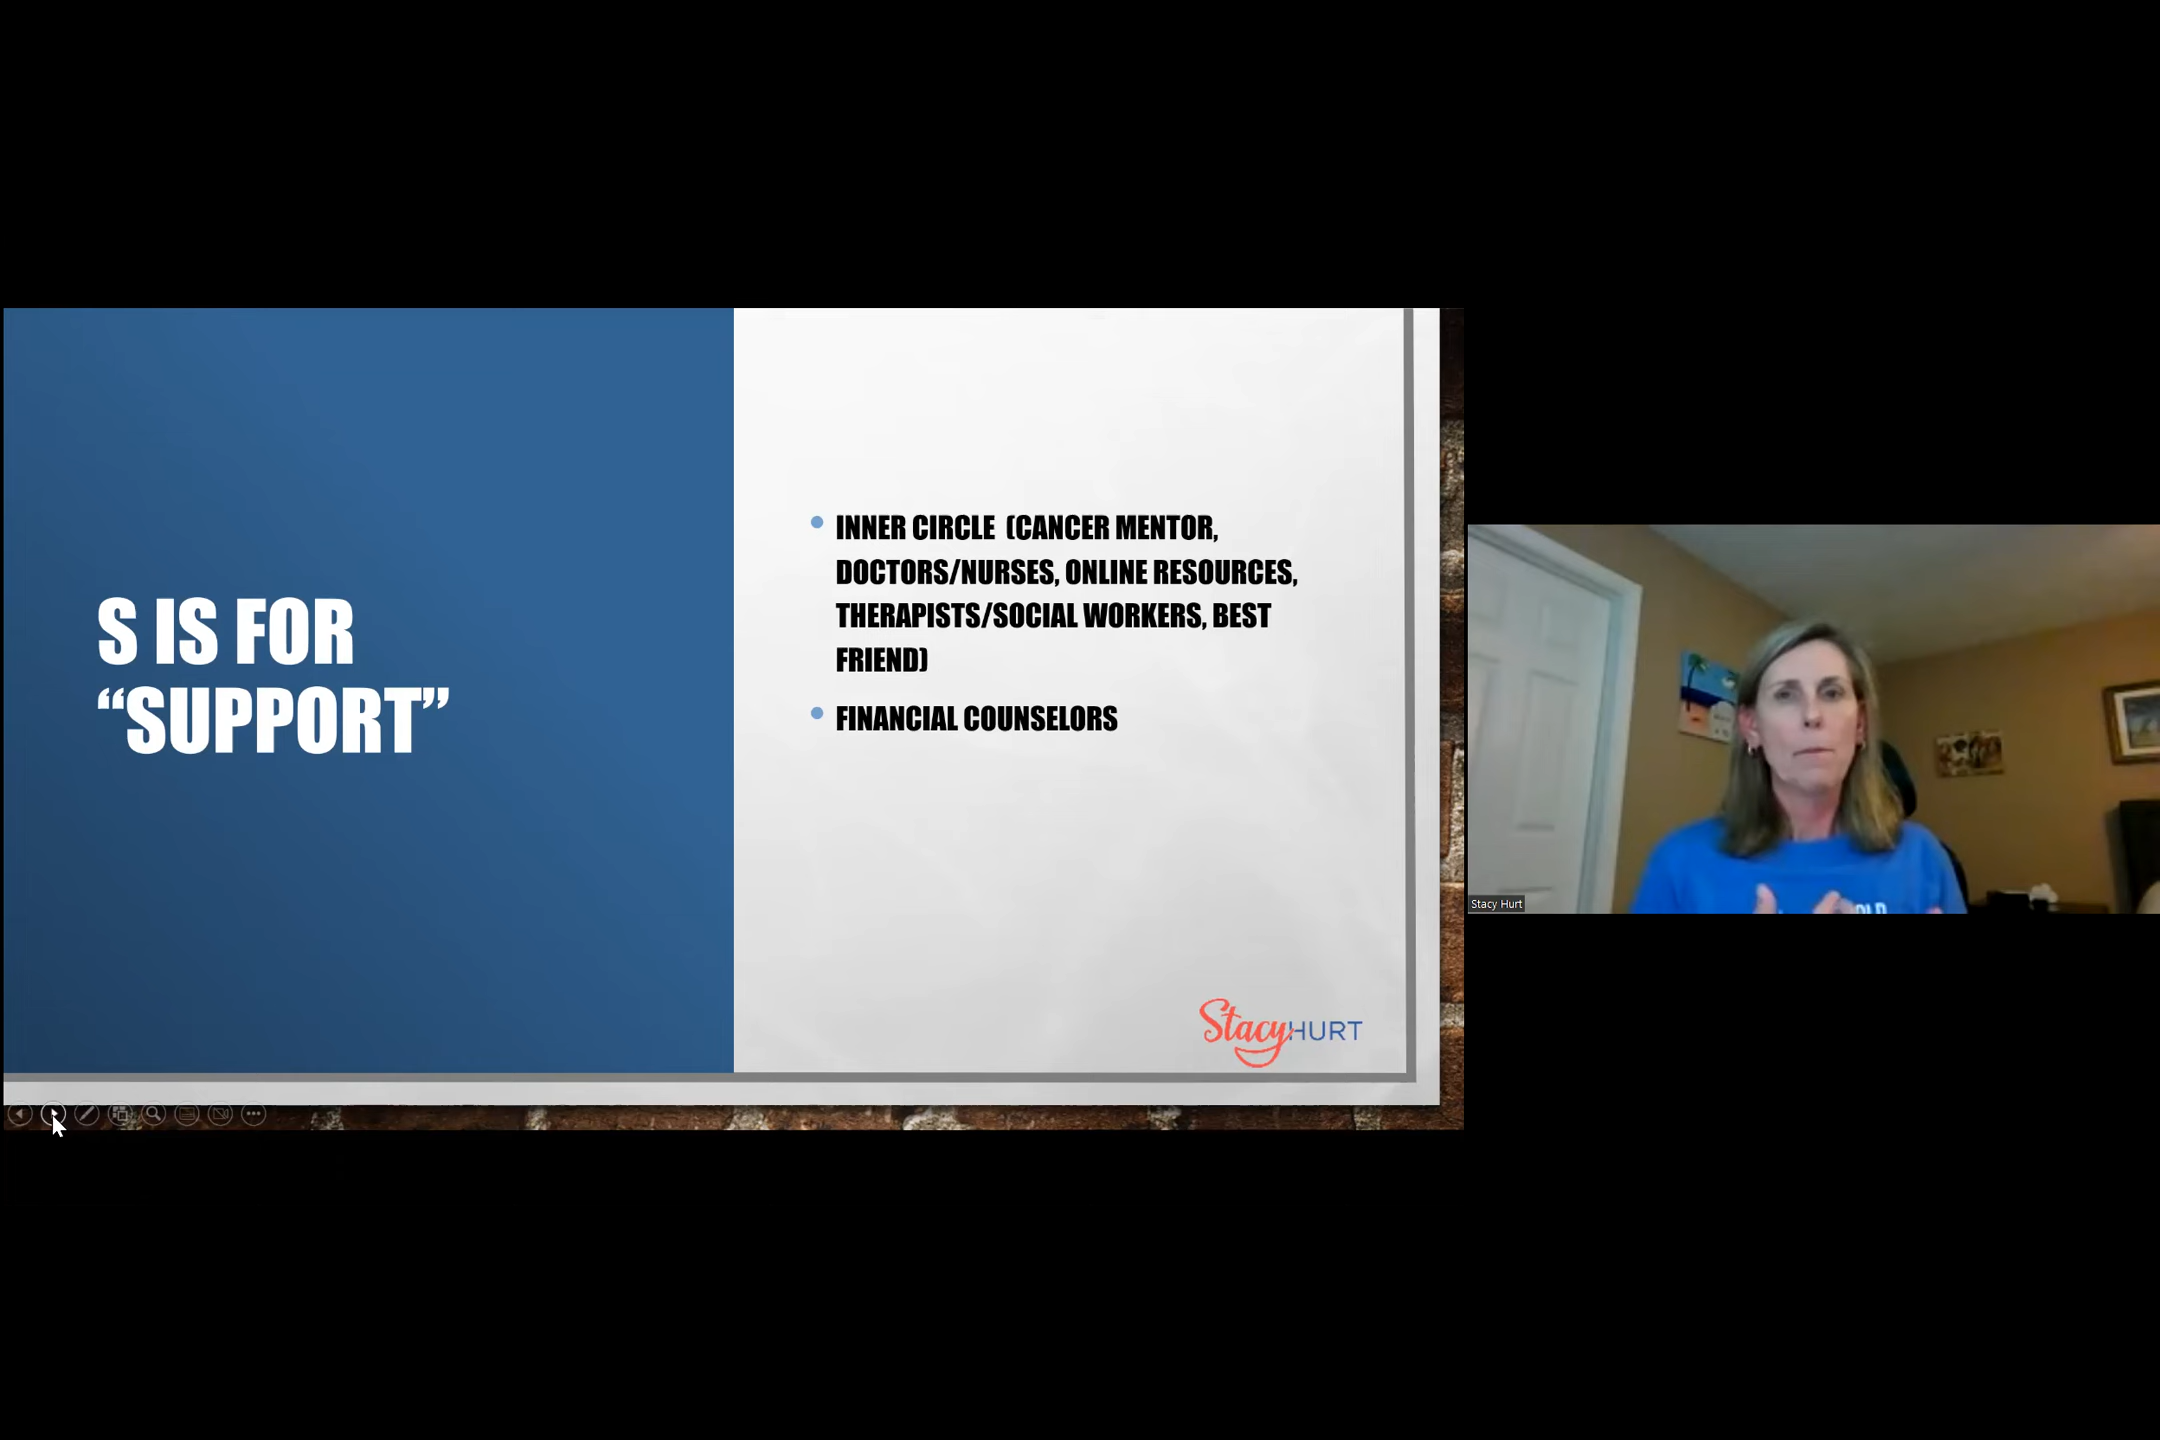 S IS FOR
“SUPPORT”
INNER CIRCLE (CANCER MENTOR,
DOCTORS/NURSES, ONLINE RESOURCES,
THERAPISTS/SOCIAL WORKERS, BEST
FRIEND)
FINANCIAL COUNSELORS
Stacy HURT
Stacy Hurt